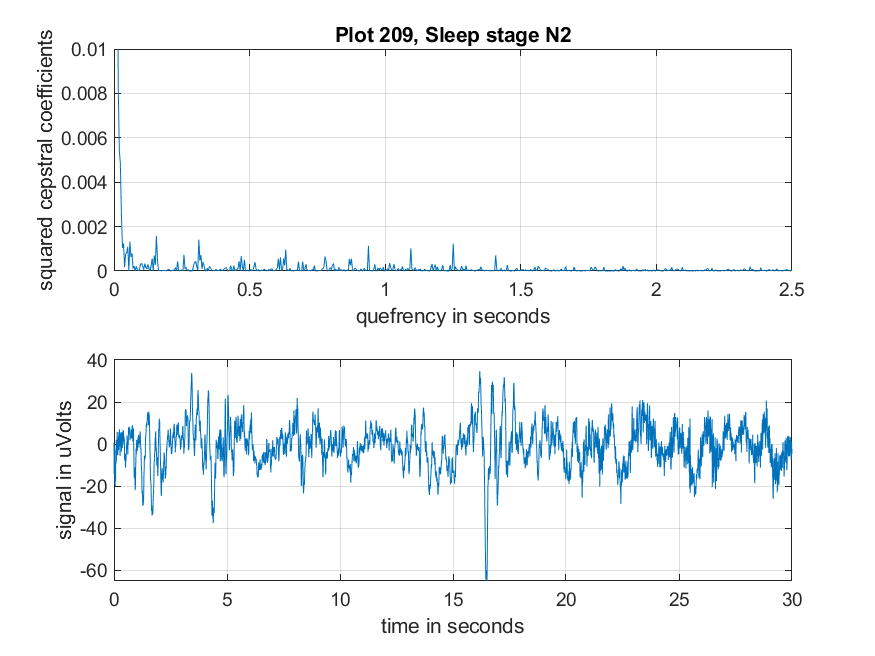 Plot 209, Sleep stage N2
squared cepstral coefficients
0.01
0.008
0.006
0.004
0.002
0
0 0.5 1 1.5 2 2.5
quefrency in seconds
signal in uVolts
40
20
0
-20
-40
-60
0 5 10 15 20 25 30
time in seconds